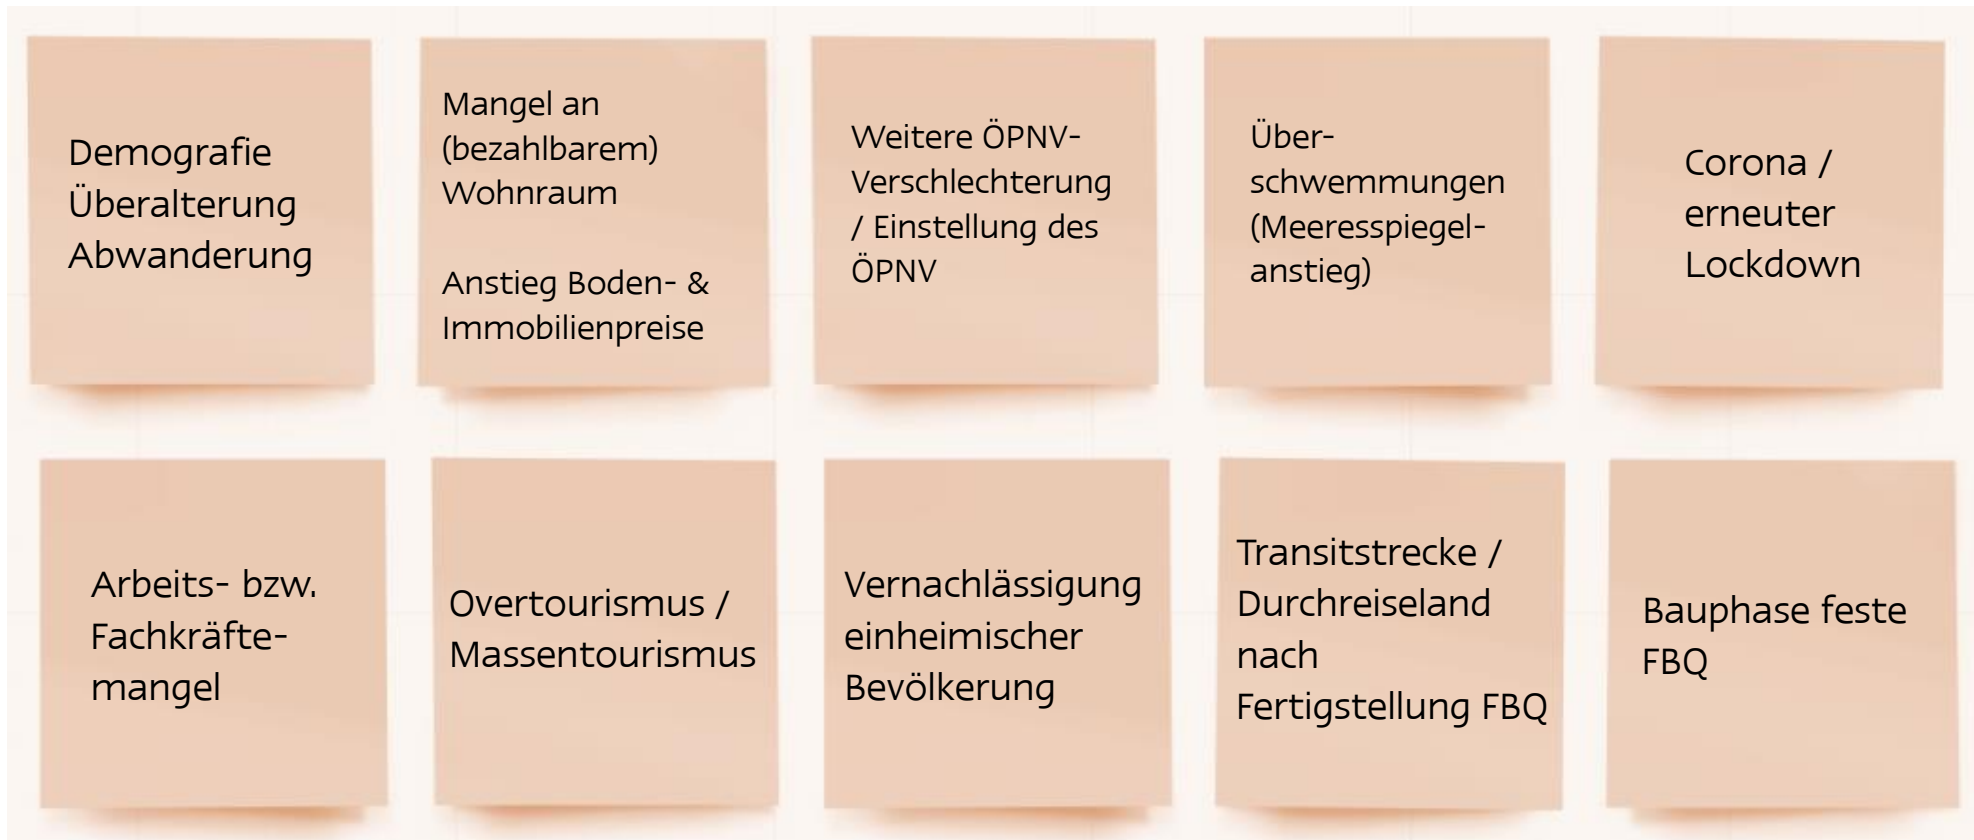 Demografie
Überalterung
Abwanderung
Mangel an
(bezahlbarem)
Wohnraum
Anstieg Boden- &
Immobilienpreise
Weitere ÖPNV-
Verschlechterung
/ Einstellung des
ÖPNV
Über-
schwemmungen
(Meeresspiegel-
anstieg)
Corona /
erneuter
Lockdown
Arbeits- bzw.
Fachkräfte-
mangel
Overtourismus /
Massentourismus
Vernachlässigung
einheimischer
Bevölkerung
Transitstrecke /
Durchreiseland
nach
Fertigstellung FBQ
Bauphase feste
FBQ